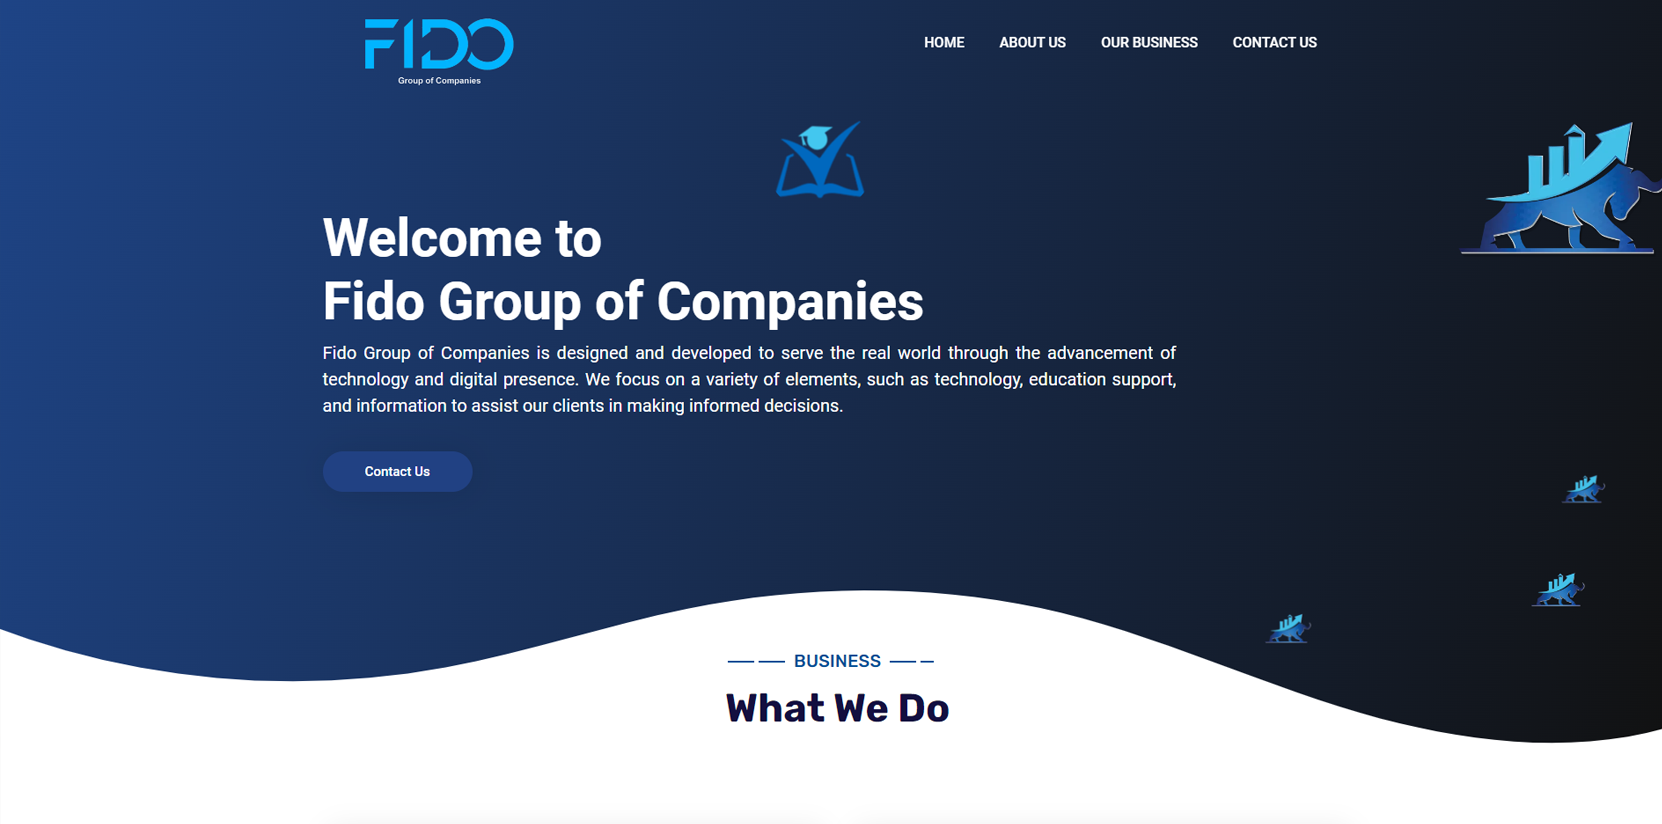 FIDO
Group of Companies
HOME
ABOUT US
OUR BUSINESS
CONTACT US
Welcome to
Fido Group of Companies
Fido Group of Companies is designed and developed to serve the real world through the advancement of
technology and digital presence. We focus on a variety of elements, such as technology, education support,
and information to assist our clients in making informed decisions.
Contact Us
BUSINESS
What We Do